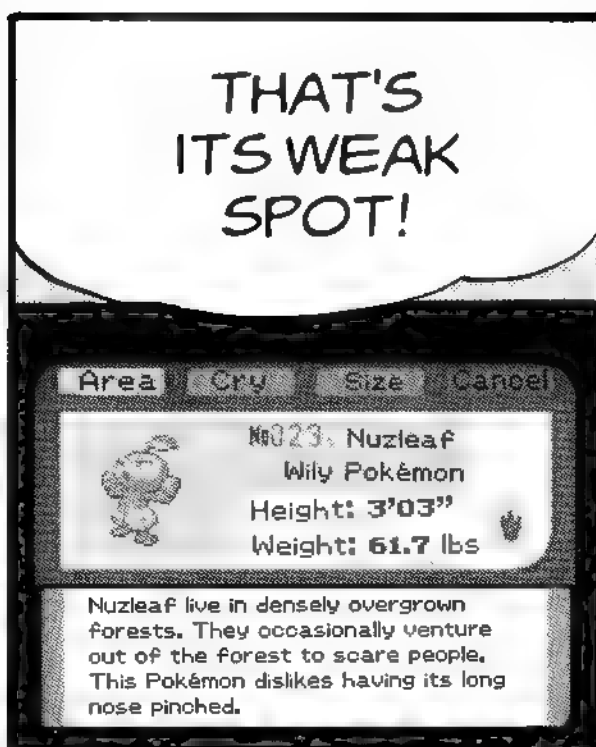 THAT'S
ITS WEAK
SPOT!
Area Cry Size Cancel
№023 Nuzleaf
Wily Pokémon
Height: 3'03"
Weight: 61.7 lbs
Nuzleaf live in densely overgrown
forests. They occasionally venture
out of the forest to scare people.
This Pokémon dislikes having its long
nose pinched.